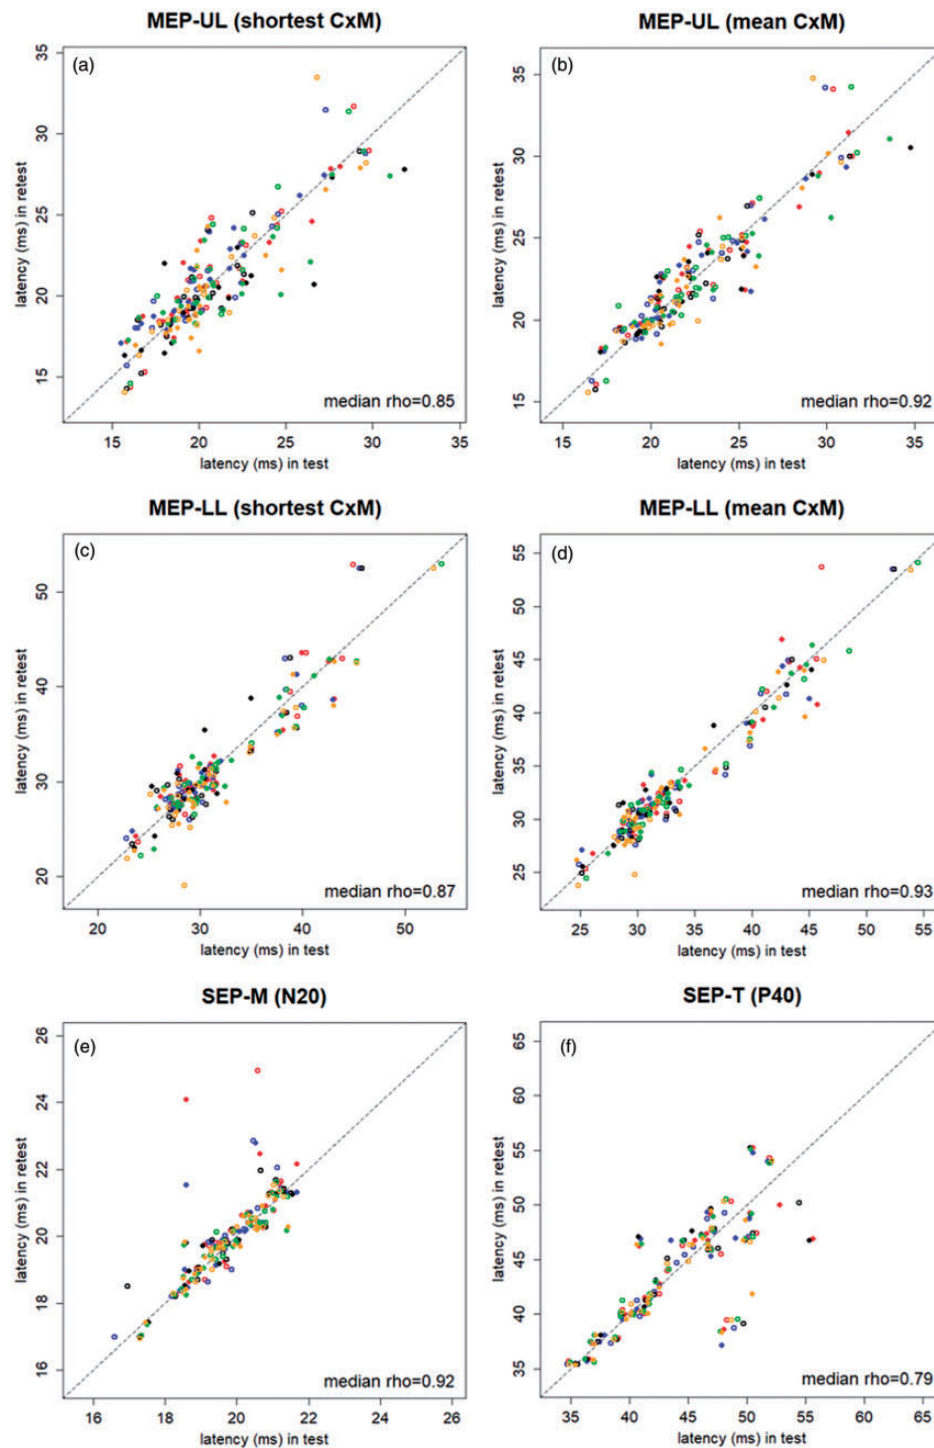 MEP-UL (shortest CxM)
MEP-UL (mean CxM)
(a)
(b)
15 20 25 30 35
15 20 25 30 35
latency (ms) in retest
latency (ms) in retest
median rho=0.85
median rho=0.92
15 20 25 30 35
15 20 25 30 35
latency (ms) in test
latency (ms) in test
MEP-LL (shortest CxM)
MEP-LL (mean CxM)
(c)
(d)
20 30 40 50
25 30 35 40 45 50 55
latency (ms) in retest
latency (ms) in retest
median rho=0.87
median rho=0.93
20 30 40 50
25 30 35 40 45 50 55
latency (ms) in test
latency (ms) in test
SEP-M (N20)
SEP-T (P40)
(e)
(f)
16 18 20 22 24 26
35 40 45 50 55 60 65
latency (ms) in retest
latency (ms) in retest
median rho=0.92
median rho=0.79
16 18 20 22 24 26
35 40 45 50 55 60 65
latency (ms) in test
latency (ms) in test